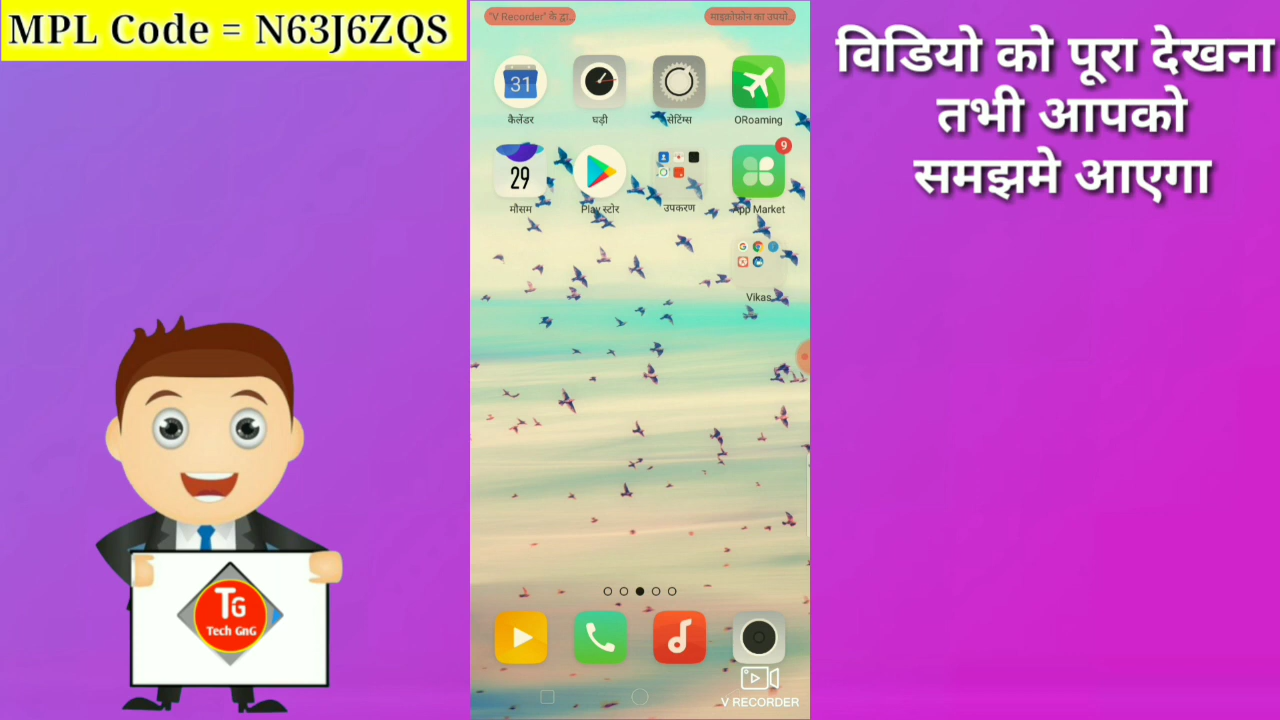 MPL Code = N63J6ZQS
"V Recorder" के द्वा..
माइक्रोफ़ोन का उपयो..
विडियो को पूरा देखना
तभी आपको
समझमे आएगा
31
कैलेंडर
घड़ी
सेटिंग्स
ORoaming
29
9
मौसम
Play स्टोर
उपकरण
App Market
Vikas
TG
Tech GnG
V RECORDER